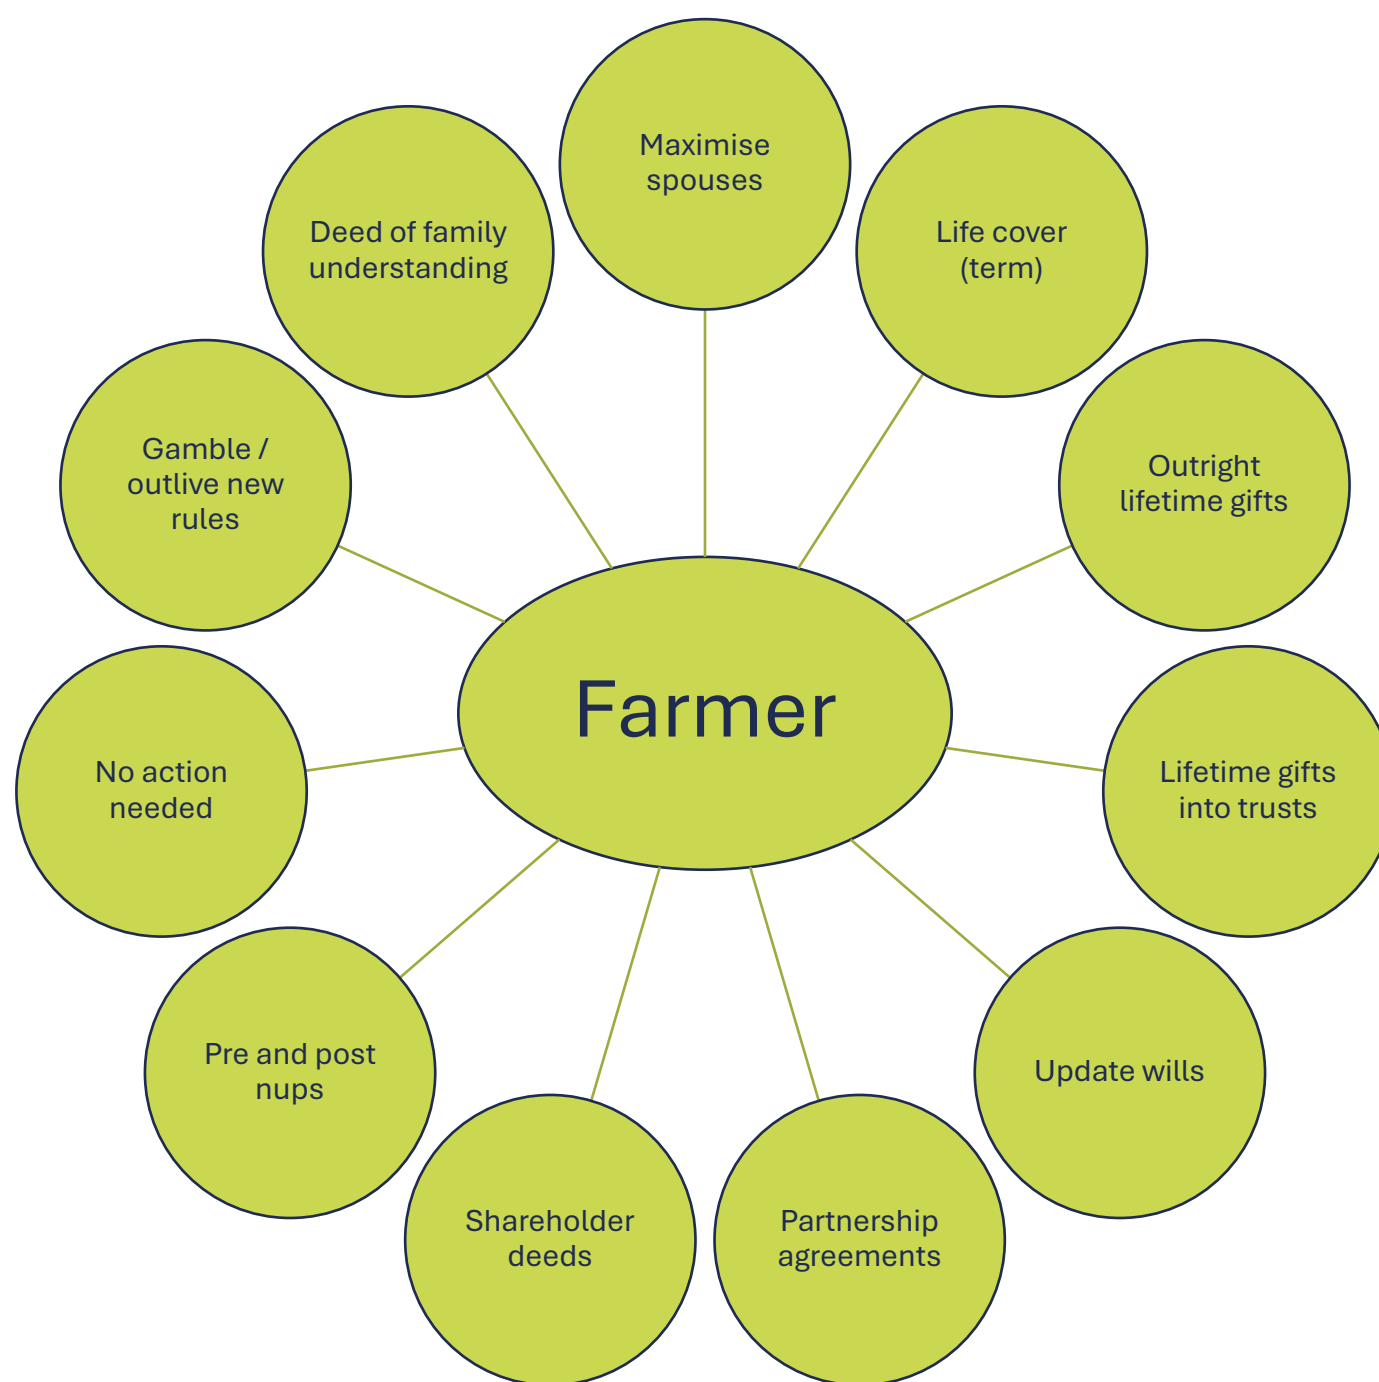 Maximise
spouses
Life cover
(term)
Outright
lifetime gifts
Lifetime gifts
into trusts
Update wills
Partnership
agreements
Shareholder
deeds
Pre and post
nups
No action
needed
Gamble /
outlive new
rules
Deed of family
understanding
Farmer